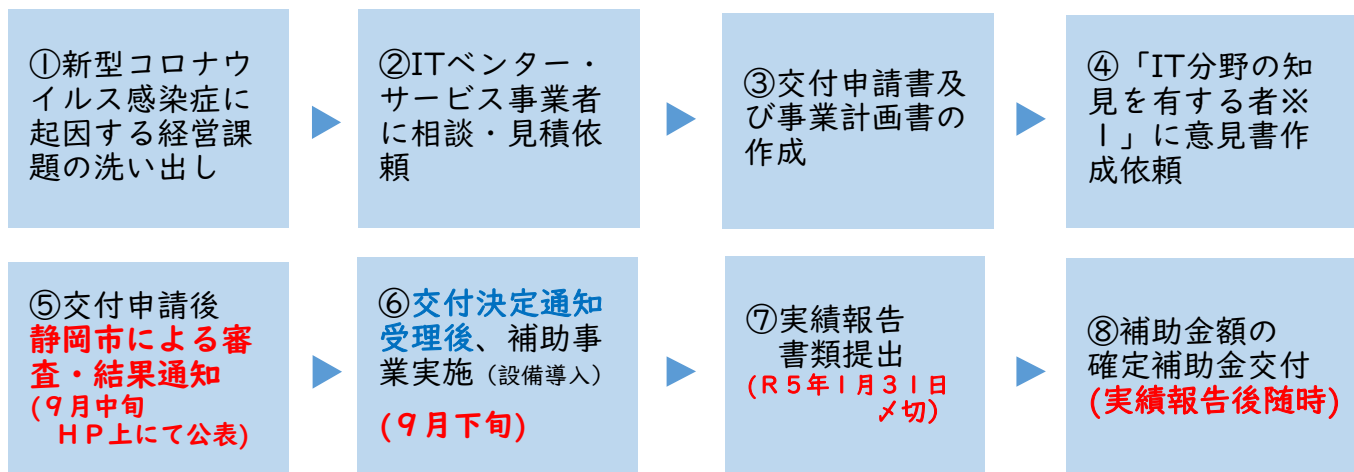 ①新型コロナウ
イルス感染症に
起因する経営課
題の洗い出し
②ITベンター・
サービス事業者
に相談・見積依
頼
③交付申請書及
び事業計画書の
作成
④「IT分野の知
見を有する者※
1」に意見書作
成依頼
⑤交付申請後
静岡市による審
査・結果通知
(9月中旬
HP上にて公表)
⑥交付決定通知
受理後、補助事
業実施（設備導入）
(9月下旬)
⑦実績報告
書類提出
(R5年1月31日
〆切)
⑧補助金額の
確定補助金交付
(実績報告後随時)